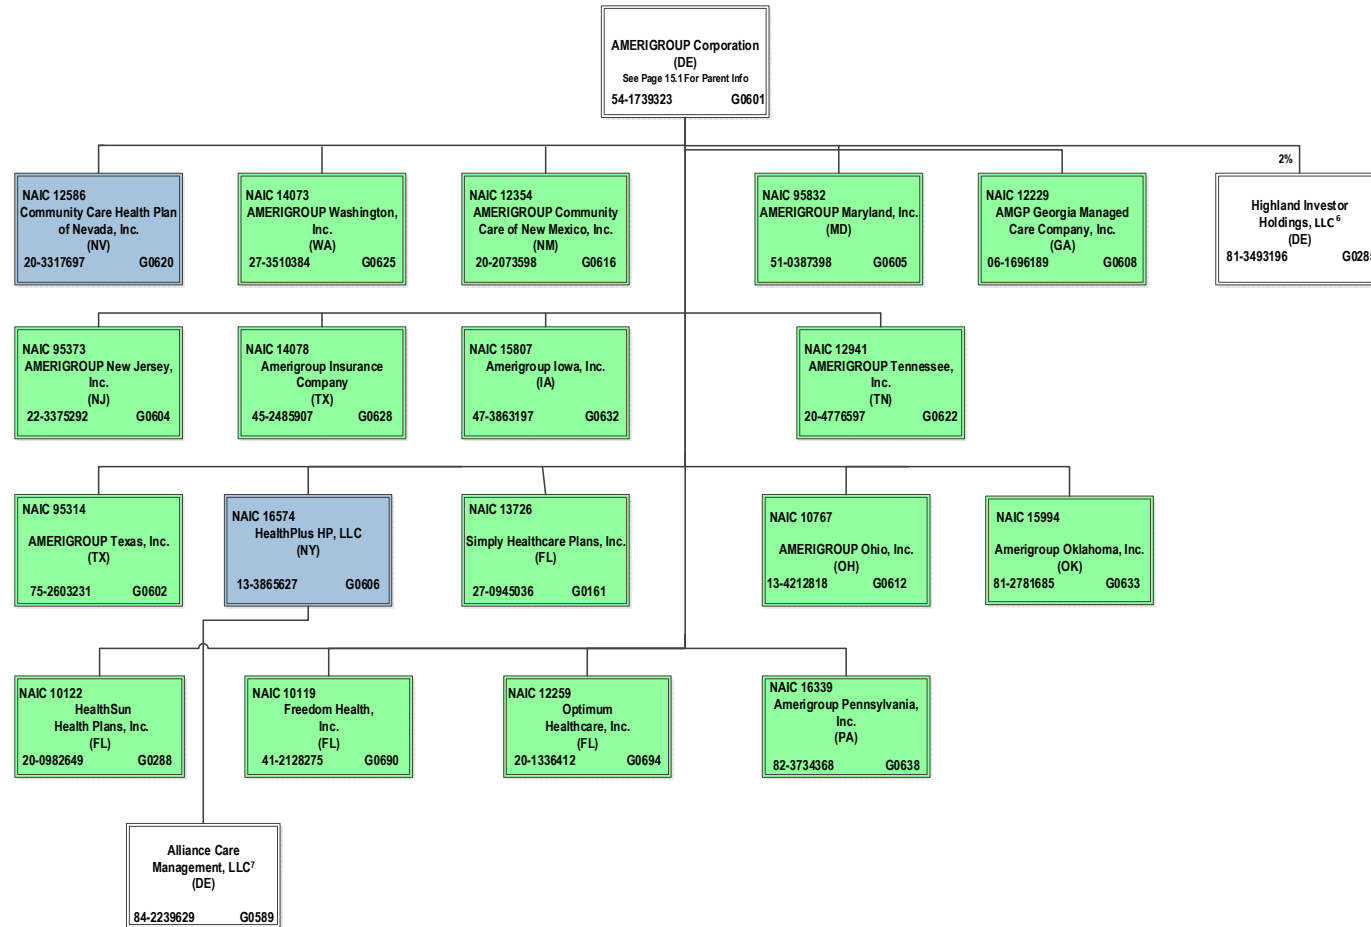 AMERIGROUP Corporation
(DE)
See Page 15.1 For Parent Info
54-1739323 G0601
2%
NAIC 12586
Community Care Health Plan
of Nevada, Inc.
(NV)
20-3317697 G0620
NAIC 14073
AMERIGROUP Washington,
Inc.
(WA)
27-3510384 G0625
NAIC 12354
AMERIGROUP Community
Care of New Mexico, Inc.
(NM)
20-2073598 G0616
NAIC 95832
AMERIGROUP Maryland, Inc.
(MD)
51-0387398 G0605
NAIC 12229
AMGP Georgia Managed
Care Company, Inc.
(GA)
06-1696189 G0608
Highland Investor
Holdings, LLC⁶
(DE)
81-3493196 G028
NAIC 95373
AMERIGROUP New Jersey,
Inc.
(NJ)
22-3375292 G0604
NAIC 14078
Amerigroup Insurance
Company
(TX)
45-2485907 G0628
NAIC 15807
Amerigroup Iowa, Inc.
(IA)
47-3863197 G0632
NAIC 12941
AMERIGROUP Tennessee,
Inc.
(TN)
20-4776597 G0622
NAIC 95314
AMERIGROUP Texas, Inc.
(TX)
75-2603231 G0602
NAIC 16574
HealthPlus HP, LLC
(NY)
13-3865627 G0606
NAIC 13726
Simply Healthcare Plans, Inc.
(FL)
27-0945036 G0161
NAIC 10767
AMERIGROUP Ohio, Inc.
(OH)
13-4212818 G0612
NAIC 15994
Amerigroup Oklahoma, Inc.
(OK)
81-2781685 G0633
NAIC 10122
HealthSun
Health Plans, Inc.
(FL)
20-0982649 G0288
NAIC 10119
Freedom Health,
Inc.
(FL)
41-2128275 G0690
NAIC 12259
Optimum
Healthcare, Inc.
(FL)
20-1336412 G0694
NAIC 16339
Amerigroup Pennsylvania,
Inc.
(PA)
82-3734368 G0638
Alliance Care
Management, LLC⁷
(DE)
84-2239629 G0589